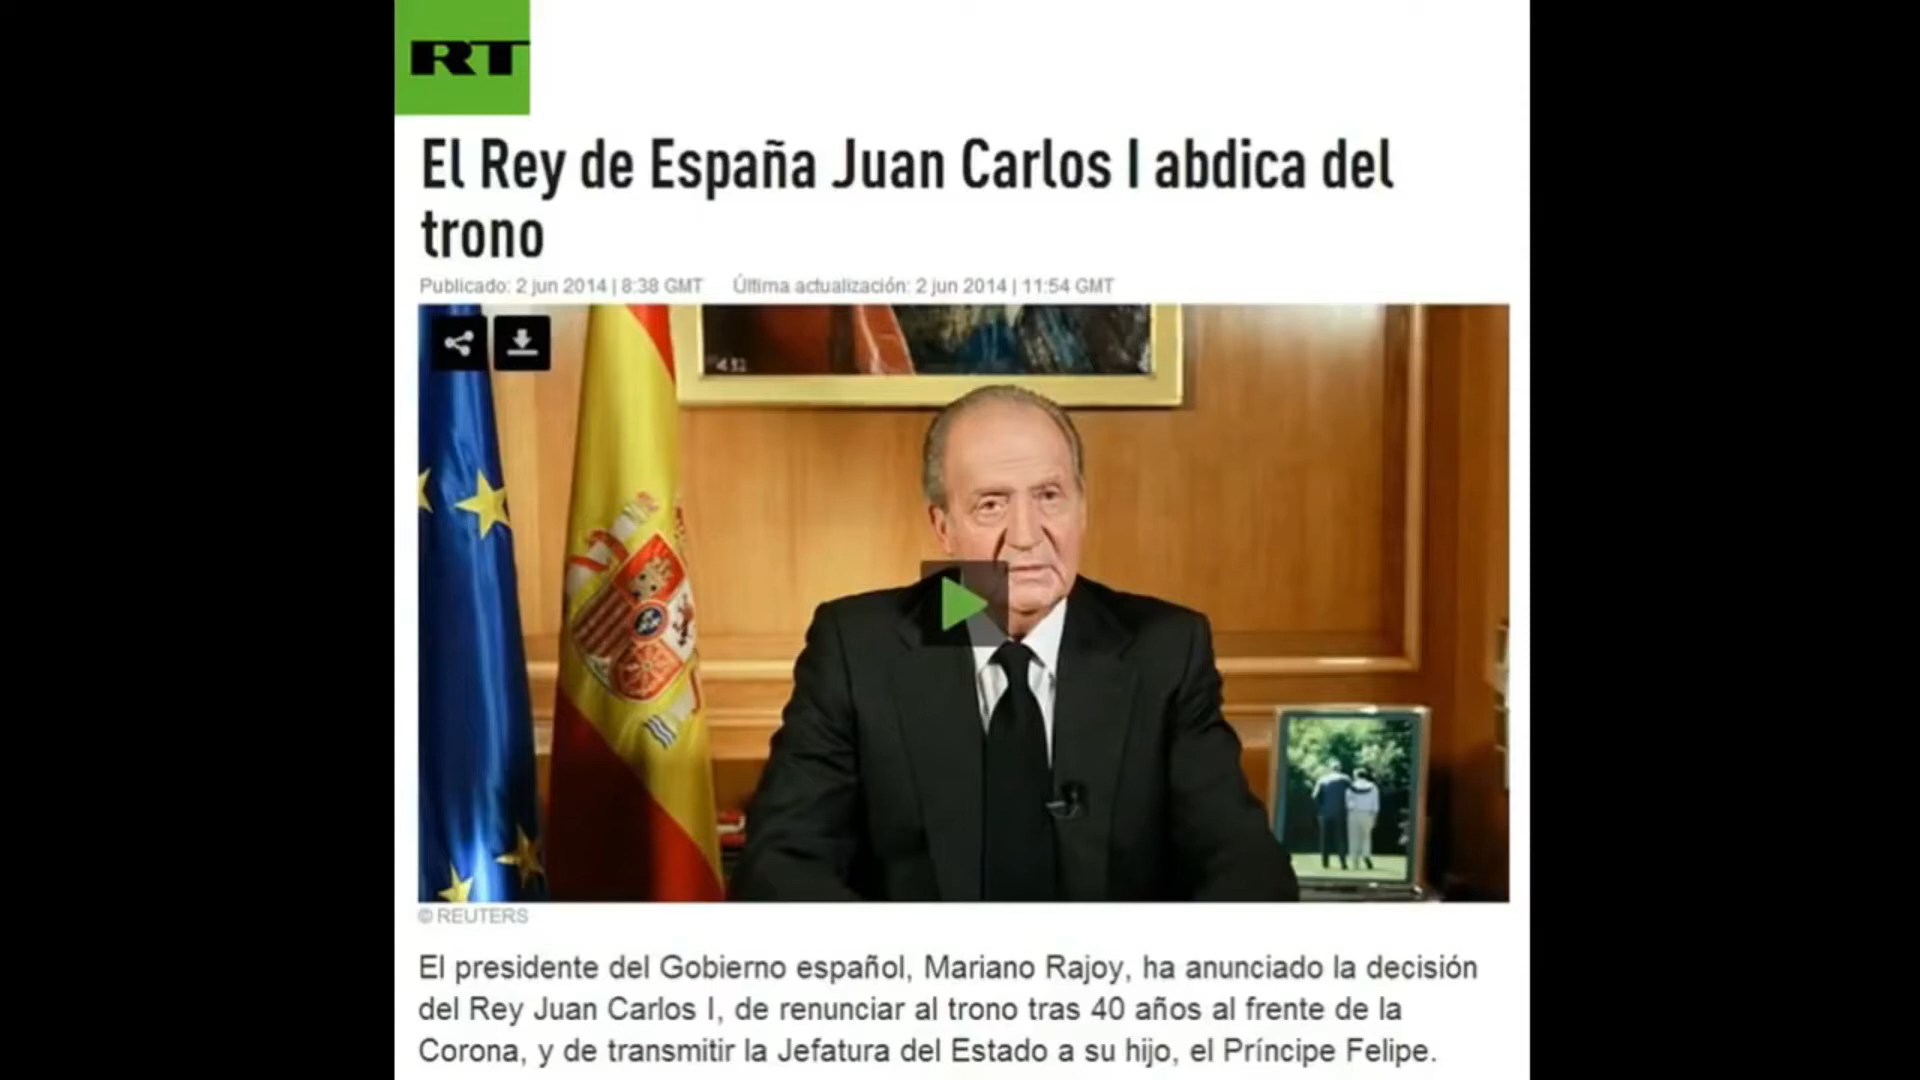 RT
El Rey de España Juan Carlos I abdica del
trono
Publicado: 2 jun 2014 | 8:38 GMT Última actualización: 2 jun 2014 | 11:54 GMT
© REUTERS
El presidente del Gobierno español, Mariano Rajoy, ha anunciado la decisión
del Rey Juan Carlos I, de renunciar al trono tras 40 años al frente de la
Corona, y de transmitir la Jefatura del Estado a su hijo, el Príncipe Felipe.